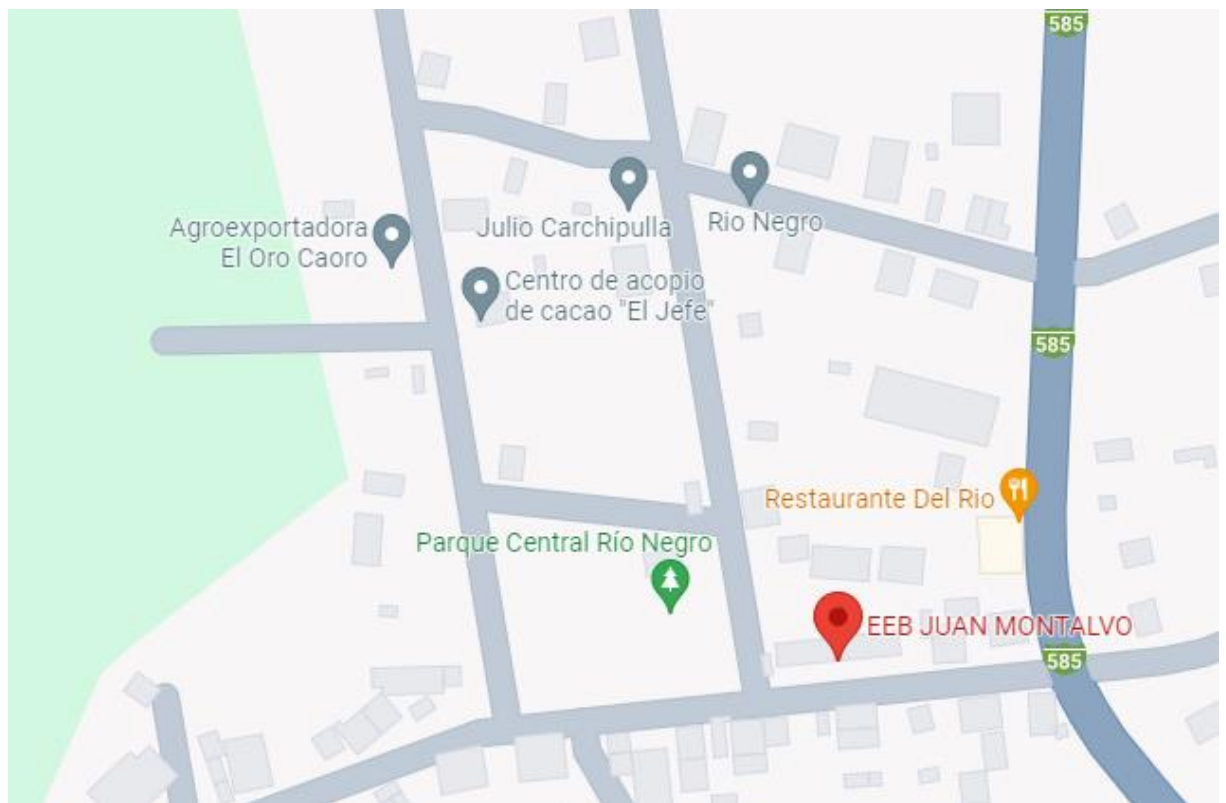 585
Agroexportadora
El Oro Caoro
Julio Carchipulla
Rio Negro
Centro de acopio
de cacao "El Jefe"
585
Restaurante Del Rio
Parque Central Río Negro
EEB JUAN MONTALVO
585